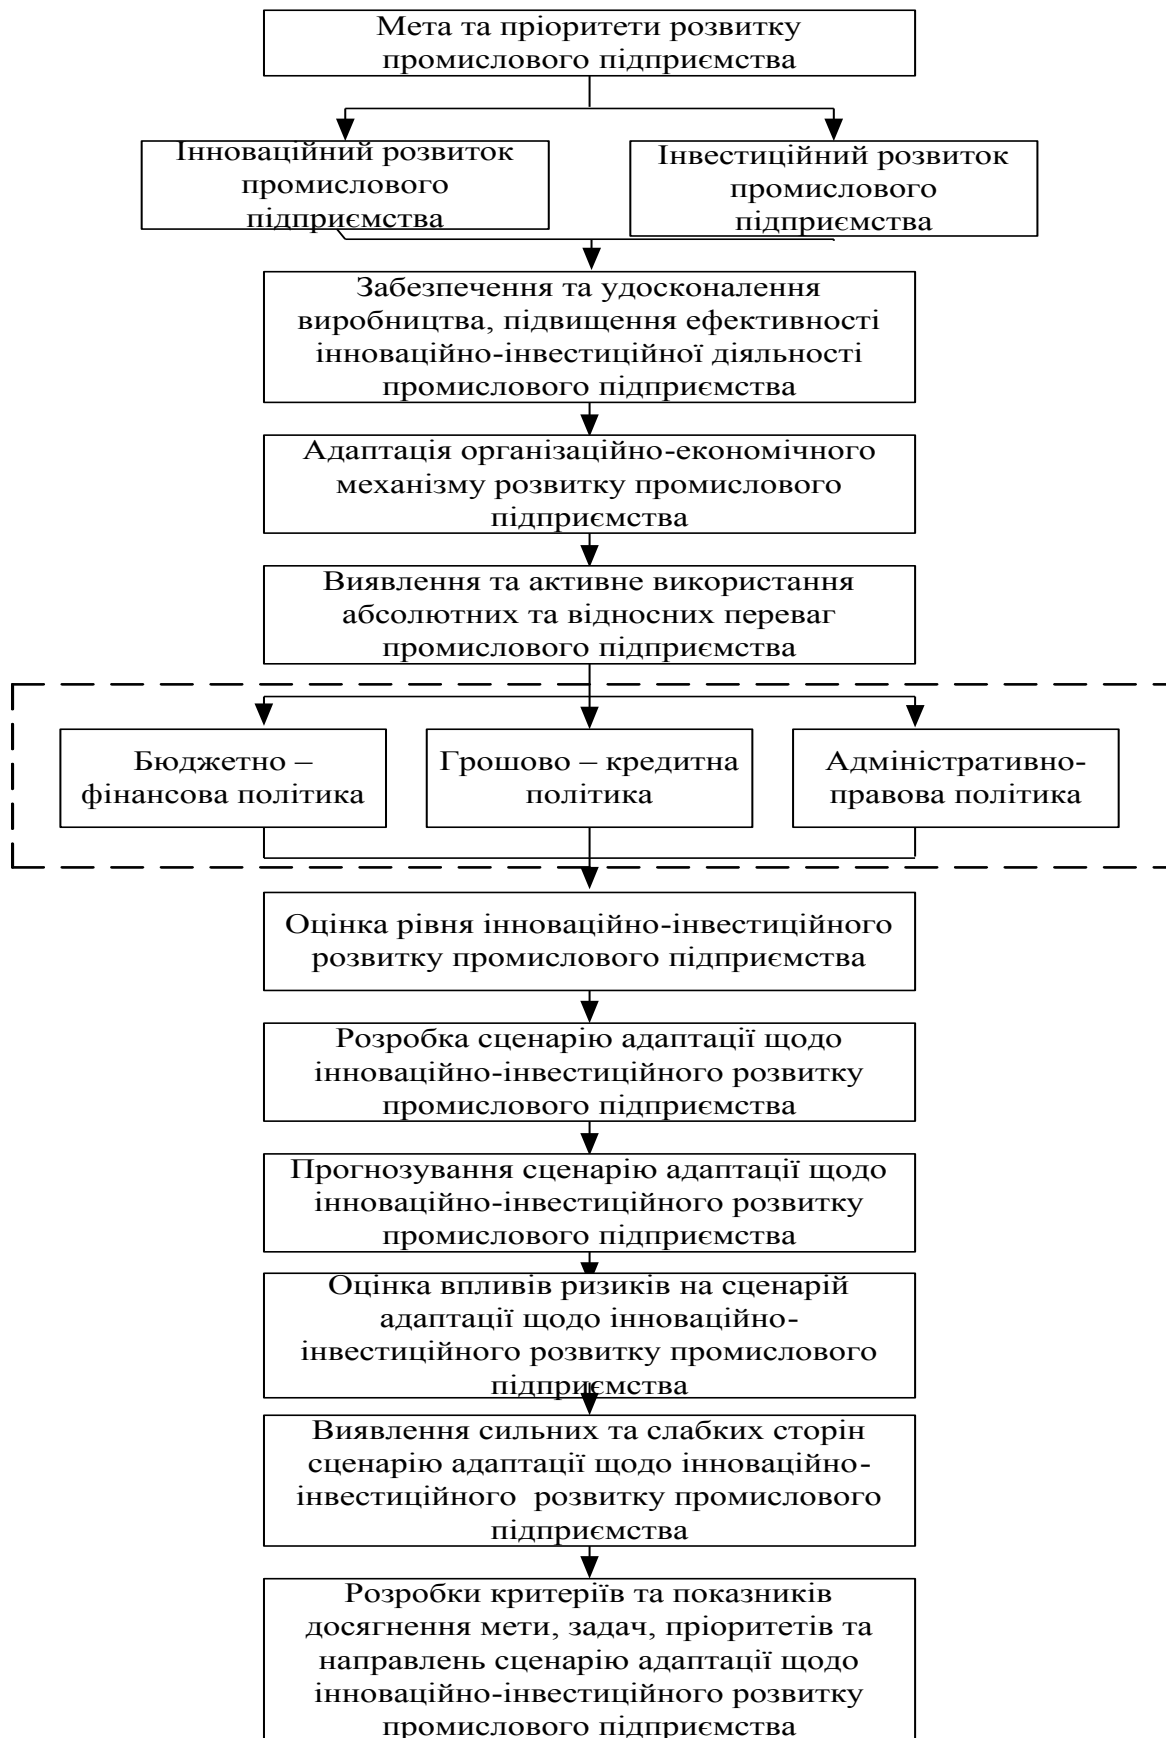 Мета та пріоритети розвитку
промислового підприємства
Інноваційний розвиток
промислового
підприємства
Інвестиційний розвиток
промислового
підприємства
Забезпечення та удосконалення
виробництва, підвищення ефективності
інноваційно-інвестиційної діяльності
промислового підприємства
Адаптація організаційно-економічного
механізму розвитку промислового
підприємства
Виявлення та активне використання
абсолютних та відносних переваг
промислового підприємства
Бюджетно –
фінансова політика
Грошово – кредитна
політика
Адміністративно-
правова політика
Оцінка рівня інноваційно-інвестиційного
розвитку промислового підприємства
Розробка сценарію адаптації щодо
інноваційно-інвестиційного розвитку
промислового підприємства
Прогнозування сценарію адаптації щодо
інноваційно-інвестиційного розвитку
промислового підприємства
Оцінка впливів ризиків на сценарій
адаптації щодо інноваційно-
інвестиційного розвитку промислового
підприємства
Виявлення сильних та слабких сторін
сценарію адаптації щодо інноваційно-
інвестиційного  розвитку промислового
підприємства
Розробки критеріїв та показників
досягнення мети, задач, пріоритетів та
направлень сценарію адаптації щодо
інноваційно-інвестиційного розвитку
промислового підприємства